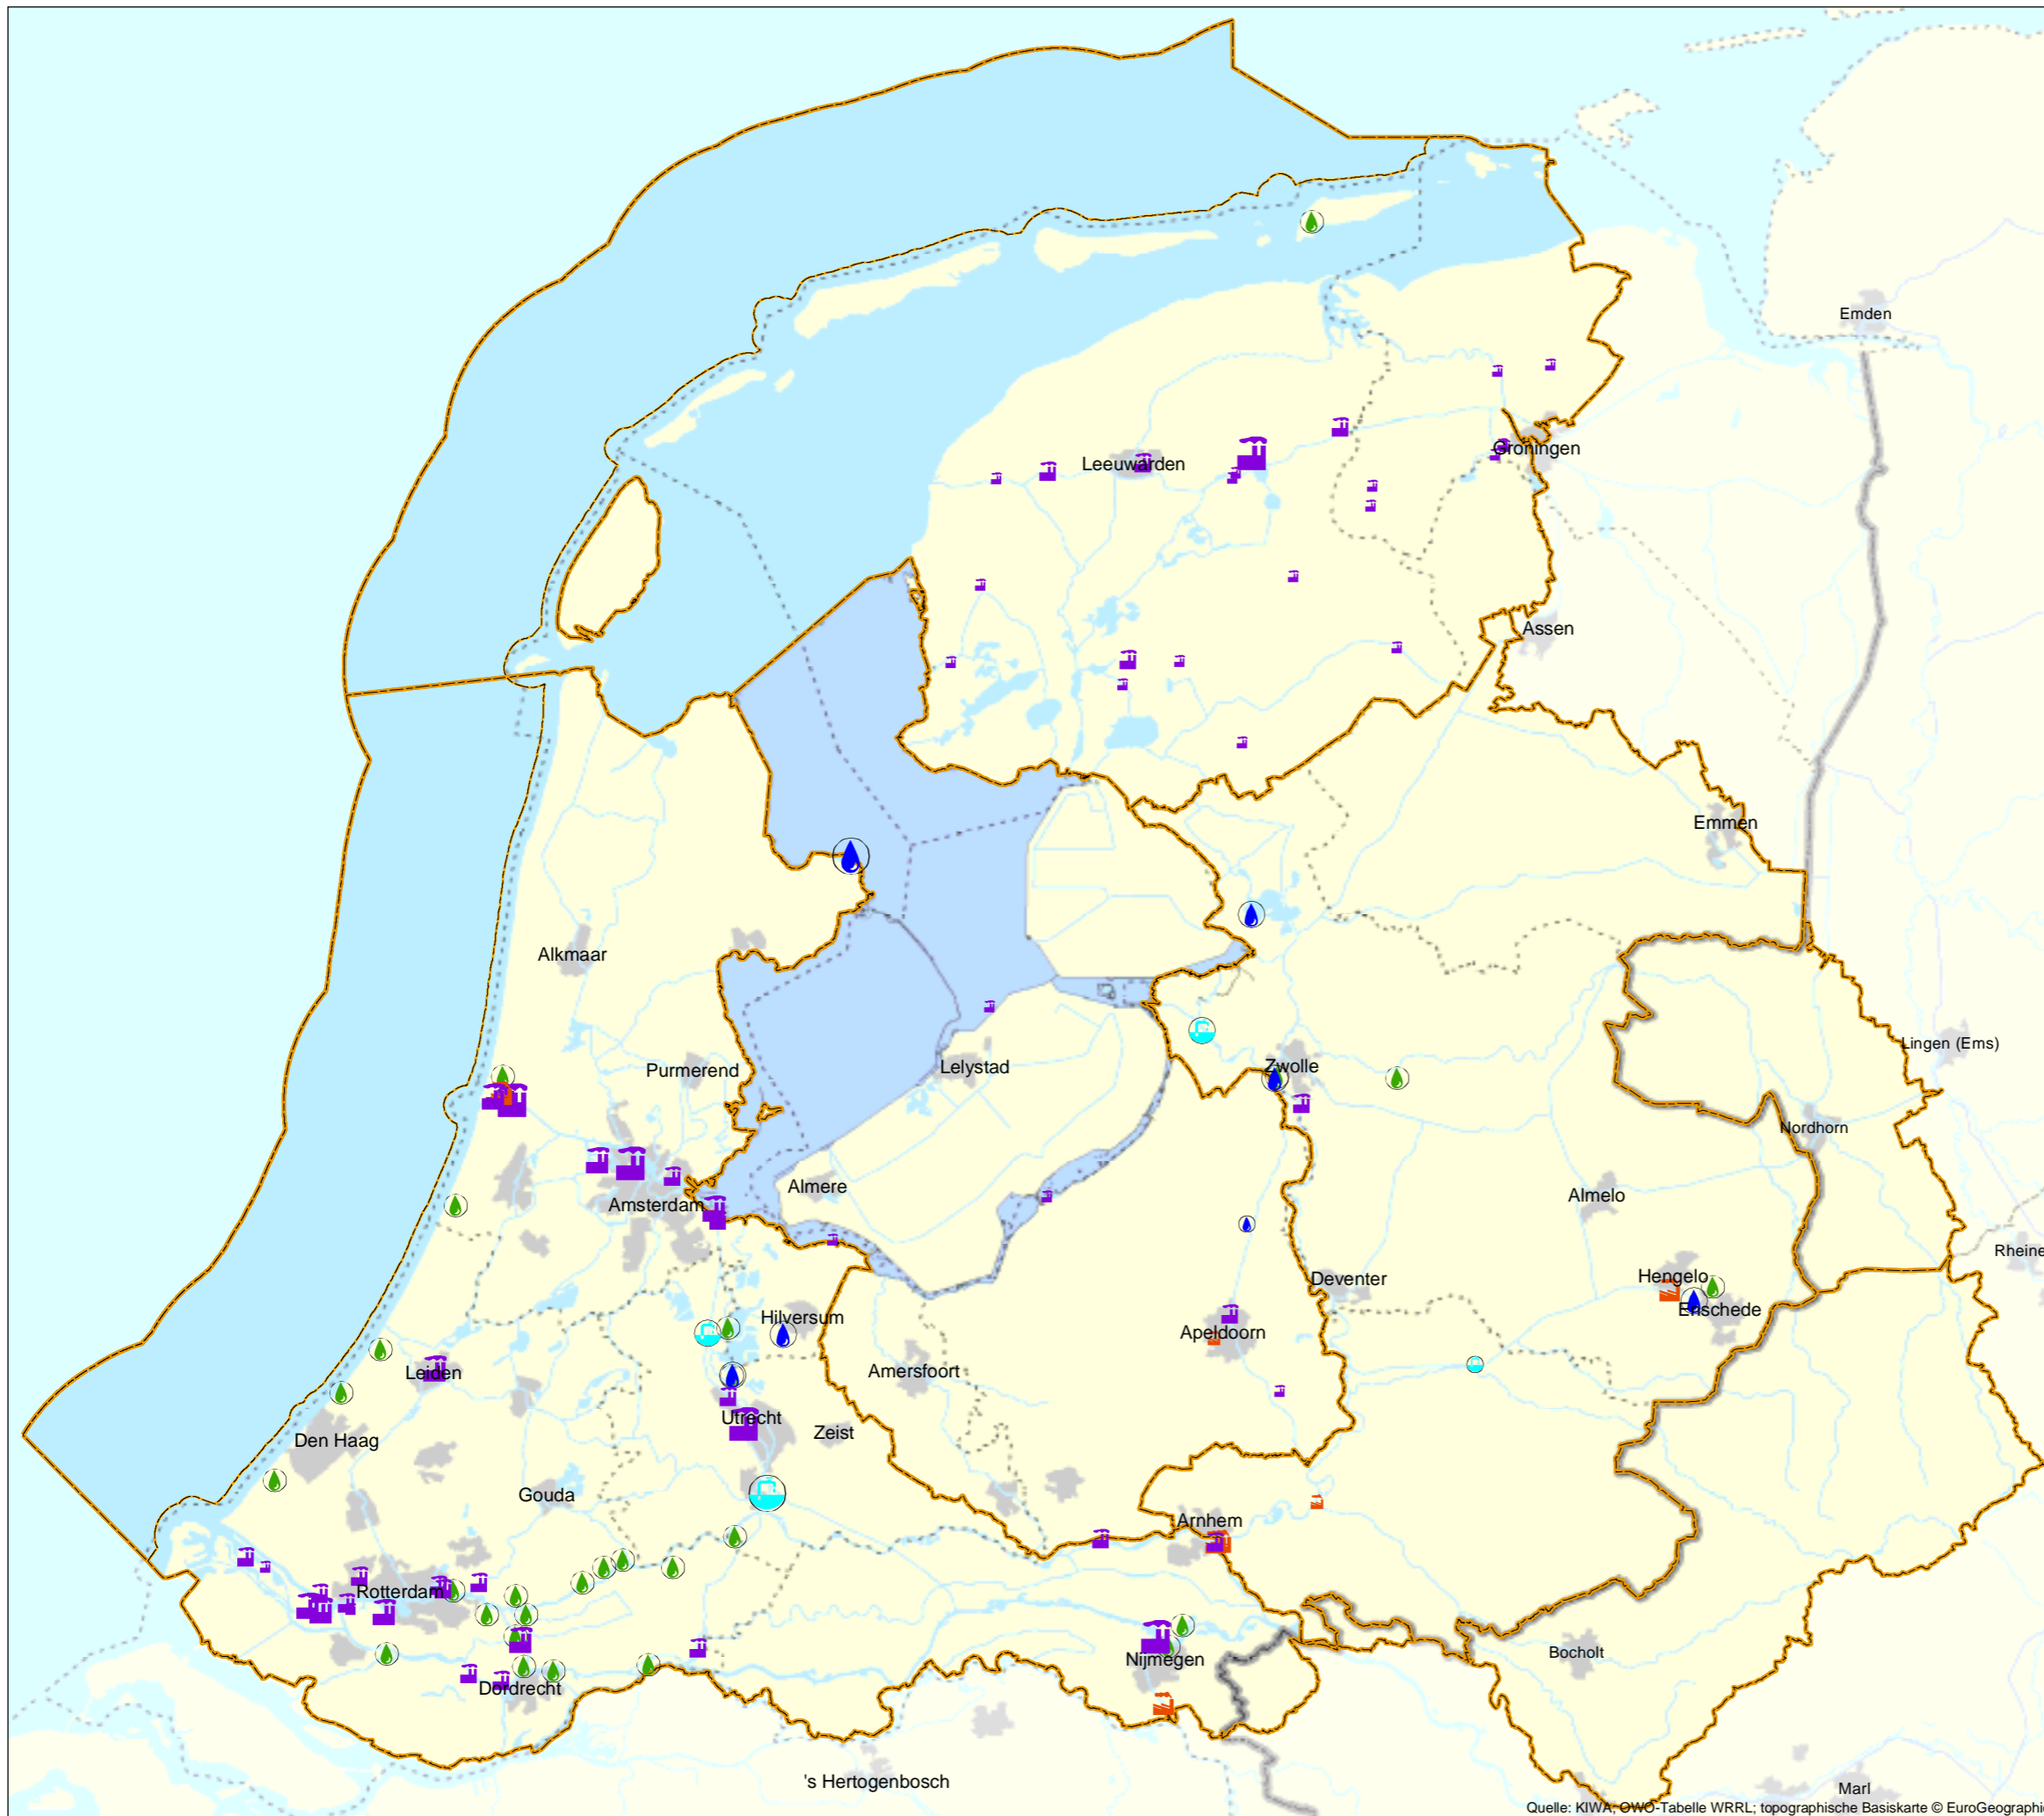 Emden
Groningen
Leeuwarden
Assen
Emmen
Alkmaar
Lingen (Ems)
Purmerend
Lelystad
Zwolle
Nordhorn
Almere
Almelo
Amsterdam
Rheine
Hengelo
Deventer
Enschede
Hilversum
Apeldoorn
Amersfoort
Leiden
Utrecht
Zeist
Den Haag
Gouda
Arnhem
Rotterdam
Bocholt
Nijmegen
Dordrecht
's Hertogenbosch
Marl
Quelle: KIWA; OWO-Tabelle WRRL; topographische Basiskarte © EuroGeographi